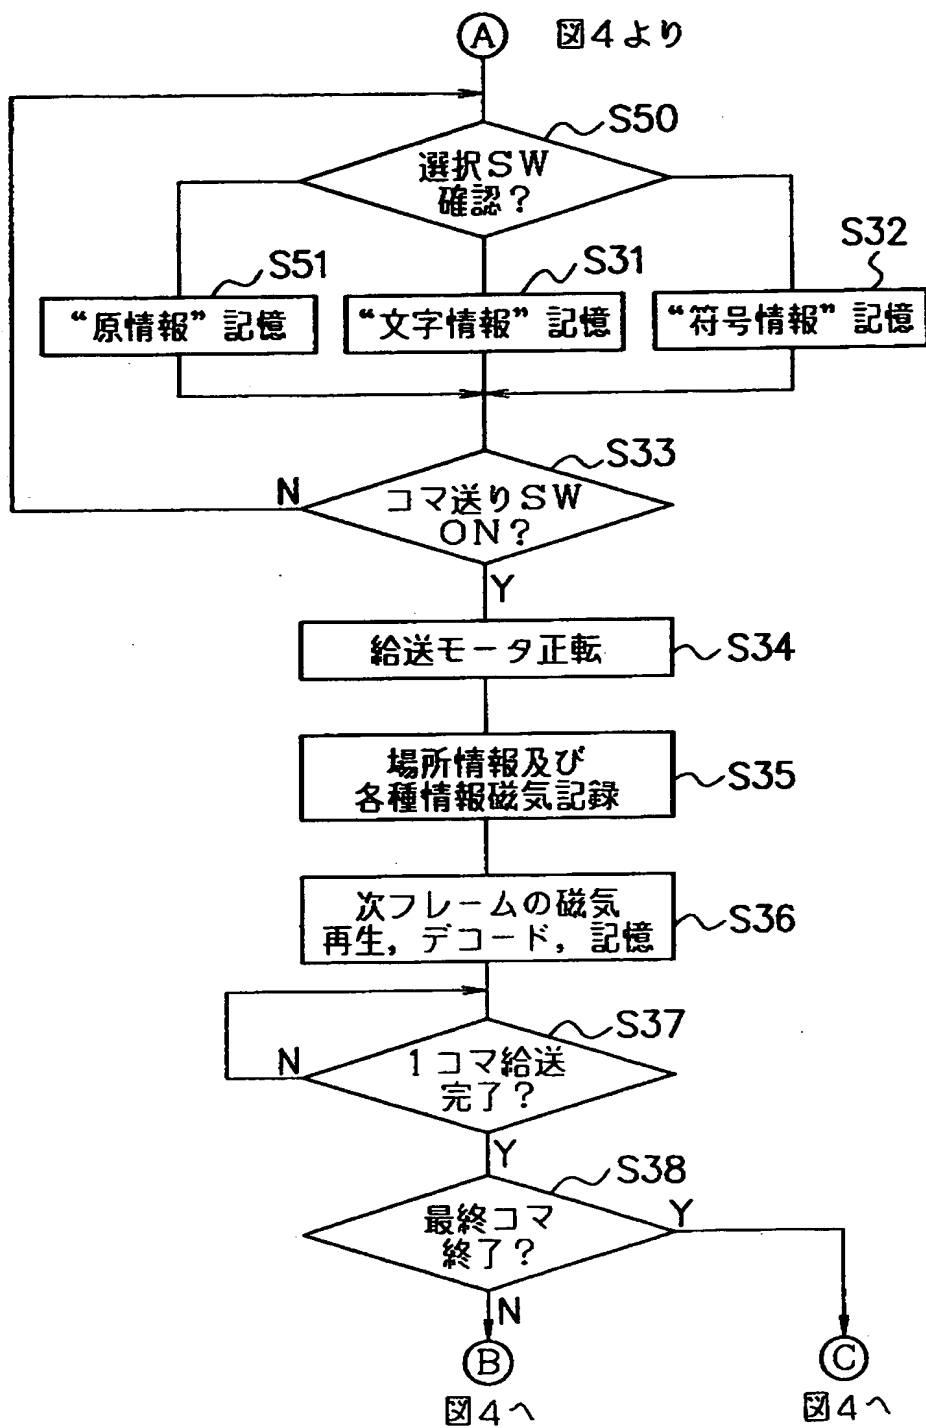 A 図4より
S50
選択SW
確認？
S51
S31
S32
“原情報”記憶
“文字情報”記憶
“符号情報”記憶
S33
N
コマ送りSW
ON？
Y
給送モータ正転
S34
場所情報及び
各種情報磁気記録
S35
次フレームの磁気
再生，デコード，記憶
S36
S37
N
1コマ給送
完了？
Y
S38
最終コマ
終了？
Y
N
B
C
図4へ
図4へ